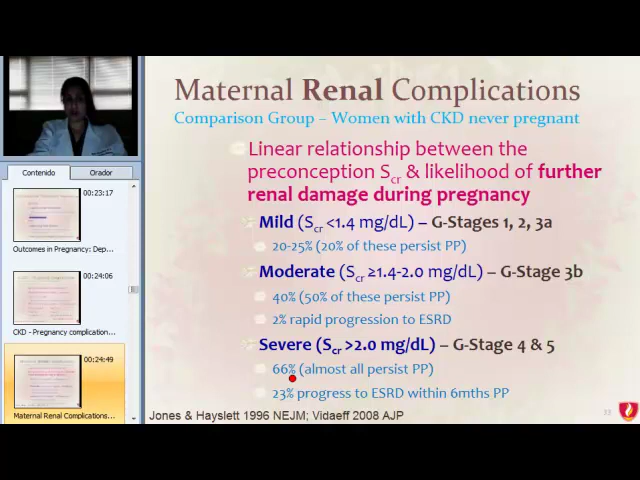 Maternal Renal Complications
Comparison Group – Women with CKD never pregnant
Linear relationship between the
preconception Scr & likelihood of further
renal damage during pregnancy
Mild (Scr <1.4 mg/dL) – G-Stages 1, 2, 3a
20-25% (20% of these persist PP)
Moderate (Scr ≥1.4-2.0 mg/dL) – G-Stage 3b
40% (50% of these persist PP)
2% rapid progression to ESRD
Severe (Scr >2.0 mg/dL) – G-Stage 4 & 5
66% (almost all persist PP)
23% progress to ESRD within 6mths PP
Jones & Hayslett 1996 NEJM; Vidaeff 2008 AJP
33
Contenido
Orador
00:23:17
Outcomes in Pregnancy: Dep...
00:24:06
CKD - Pregnancy complication...
00:24:49
Maternal Renal Complications...